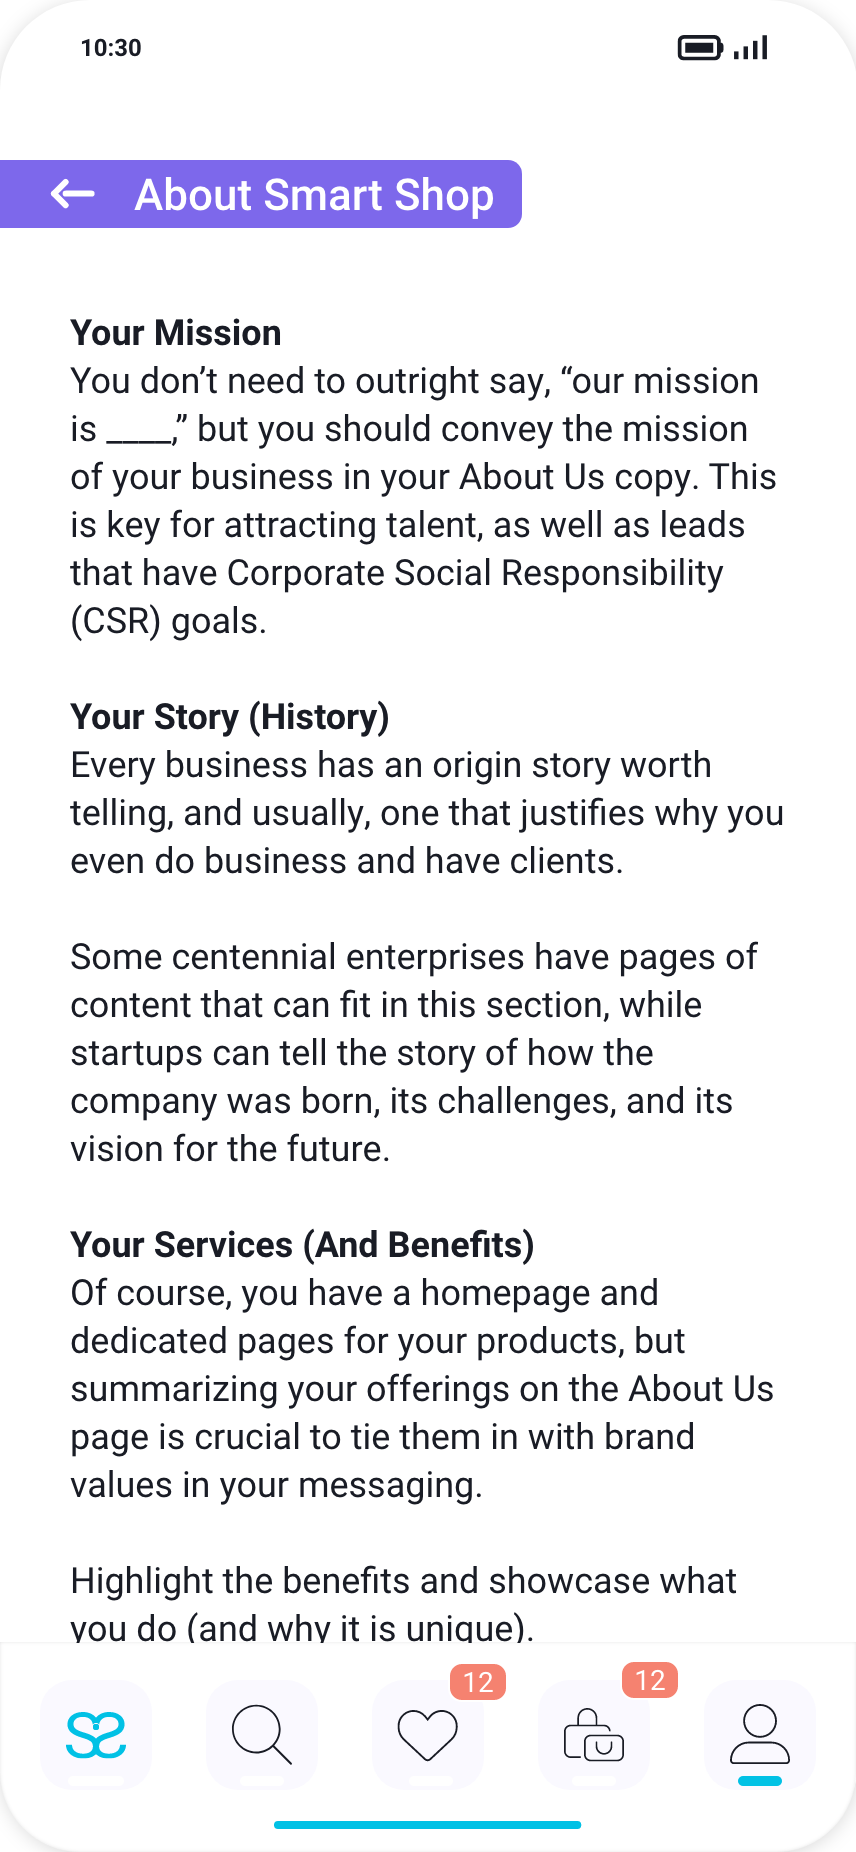 10:30
About Smart Shop
Your Mission
You don’t need to outright say, “our mission
is ____,” but you should convey the mission
of your business in your About Us copy. This
is key for attracting talent, as well as leads
that have Corporate Social Responsibility
(CSR) goals.
Your Story (History)
Every business has an origin story worth
telling, and usually, one that justifies why you
even do business and have clients.
Some centennial enterprises have pages of
content that can fit in this section, while
startups can tell the story of how the
company was born, its challenges, and its
vision for the future.
Your Services (And Benefits)
Of course, you have a homepage and
dedicated pages for your products, but
summarizing your offerings on the About Us
page is crucial to tie them in with brand
values in your messaging.
Highlight the benefits and showcase what
you do (and why it is unique).
12
12